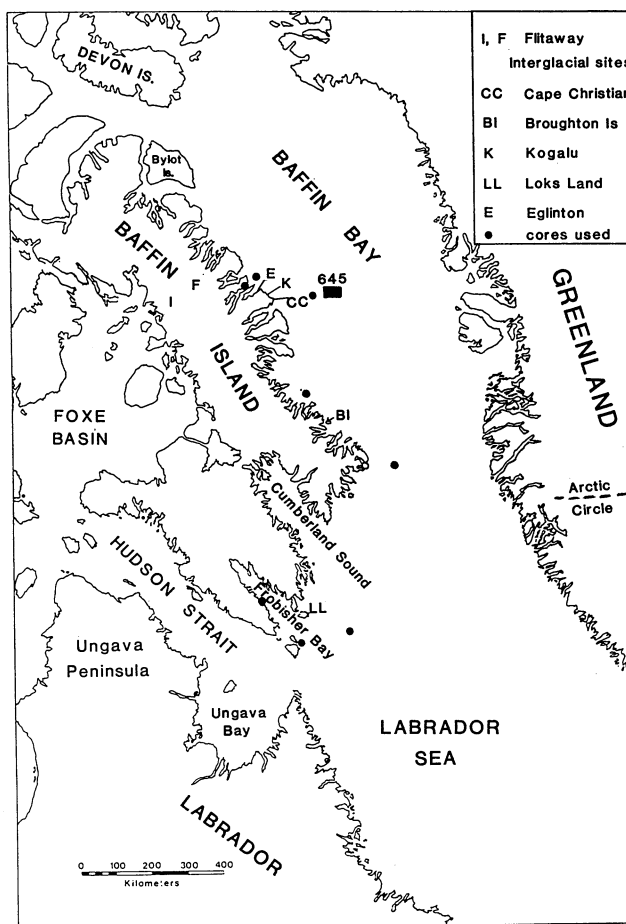 DEVON IS.
I, F Flitaway
Interglacial sites
CC Cape Christian
BI Broughton Is
K Kogalu
LL Loks Land
E Eglinton
cores used
Bylot
Is.
BAFFIN BAY
BAFFIN
ISLAND
F
E
K
645
CC
I
GREENLAND
FOXE
BASIN
BI
Arctic
Circle
Cumberland Sound
HUDSON STRAIT
Frobisher Bay
LL
Ungava
Peninsula
Ungava
Bay
LABRADOR
SEA
LABRADOR
0 100 200 300 400
Kilometers